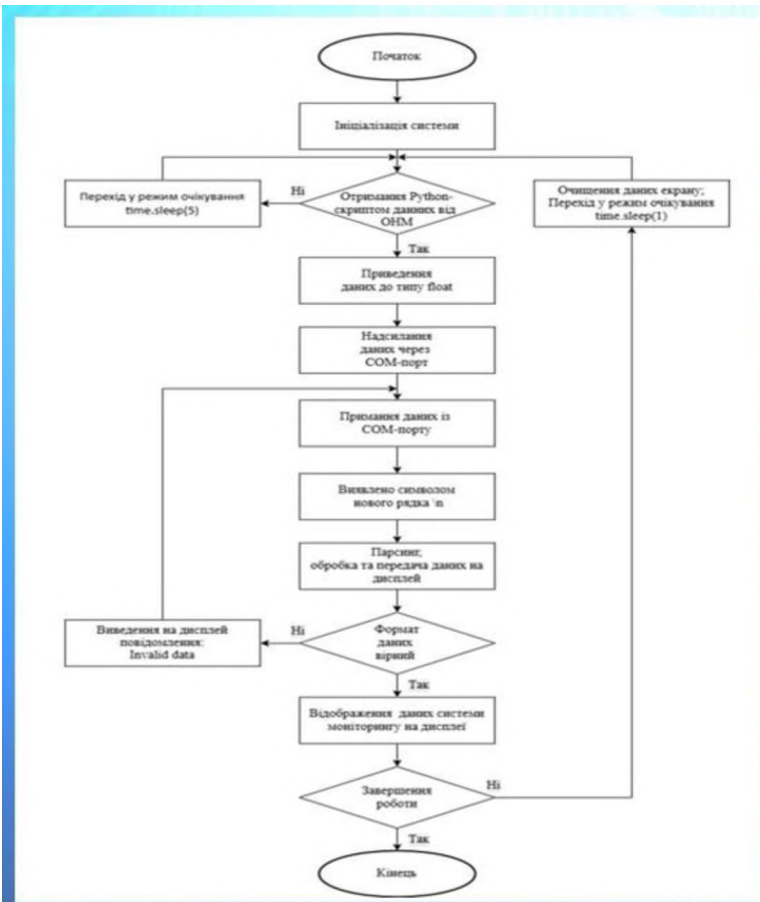 Початок
Ініціалізація системи
Ні
Перехід у режим очікування
time.sleep(5)
Отримання Python-
скриптом данних від
OHM
Очищення даних екрану;
Перехід у режим очікування
time.sleep(1)
Так
Приведення
даних до типу float
Надсилання
даних через
COM-порт
Примання даних із
COM-порту
Виявлено символом
нового рядка \n
Парсинг,
обробка та передача даних на
дисплей
Виведення на дисплей
повідомлення:
Invalid data
Ні
Формат
даних
вірний
Так
Відображення даних системи
моніторингу на дисплеї
Завершення
роботи
Ні
Так
Кінець